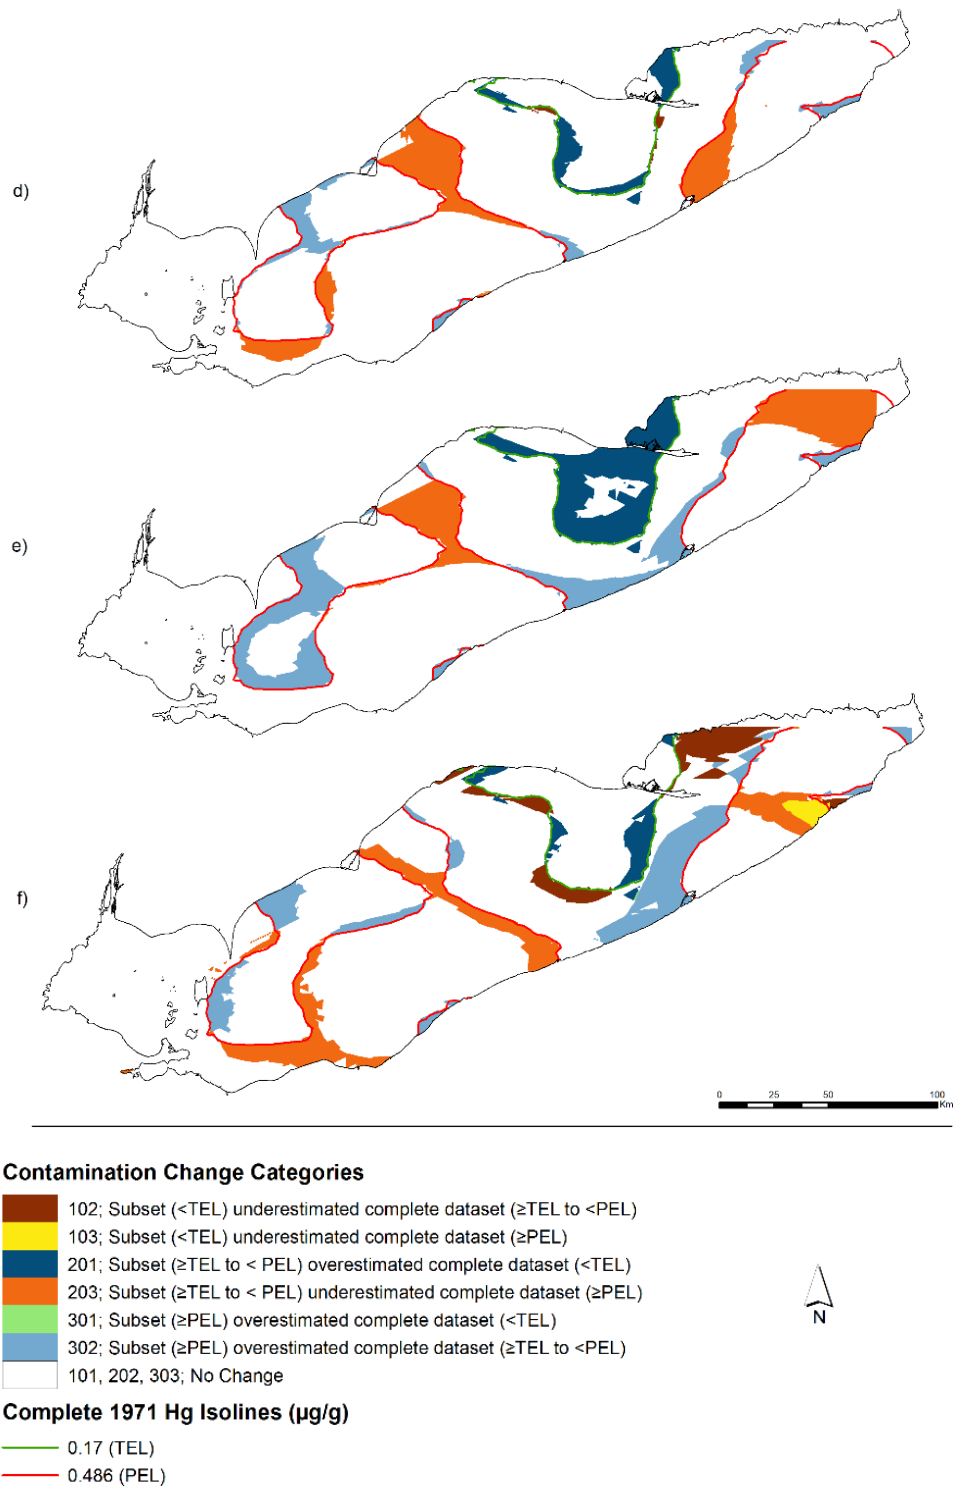 d)
e)
f)
0 25 50 100
Km
Contamination Change Categories
102; Subset (<TEL) underestimated complete dataset (≥TEL to <PEL)
103; Subset (<TEL) underestimated complete dataset (≥PEL)
201; Subset (≥TEL to < PEL) overestimated complete dataset (<TEL)
203; Subset (≥TEL to < PEL) underestimated complete dataset (≥PEL)
301; Subset (≥PEL) overestimated complete dataset (<TEL)
302; Subset (≥PEL) overestimated complete dataset (≥TEL to <PEL)
101, 202, 303; No Change
N
Complete 1971 Hg Isolines (µg/g)
0.17 (TEL)
0.486 (PEL)